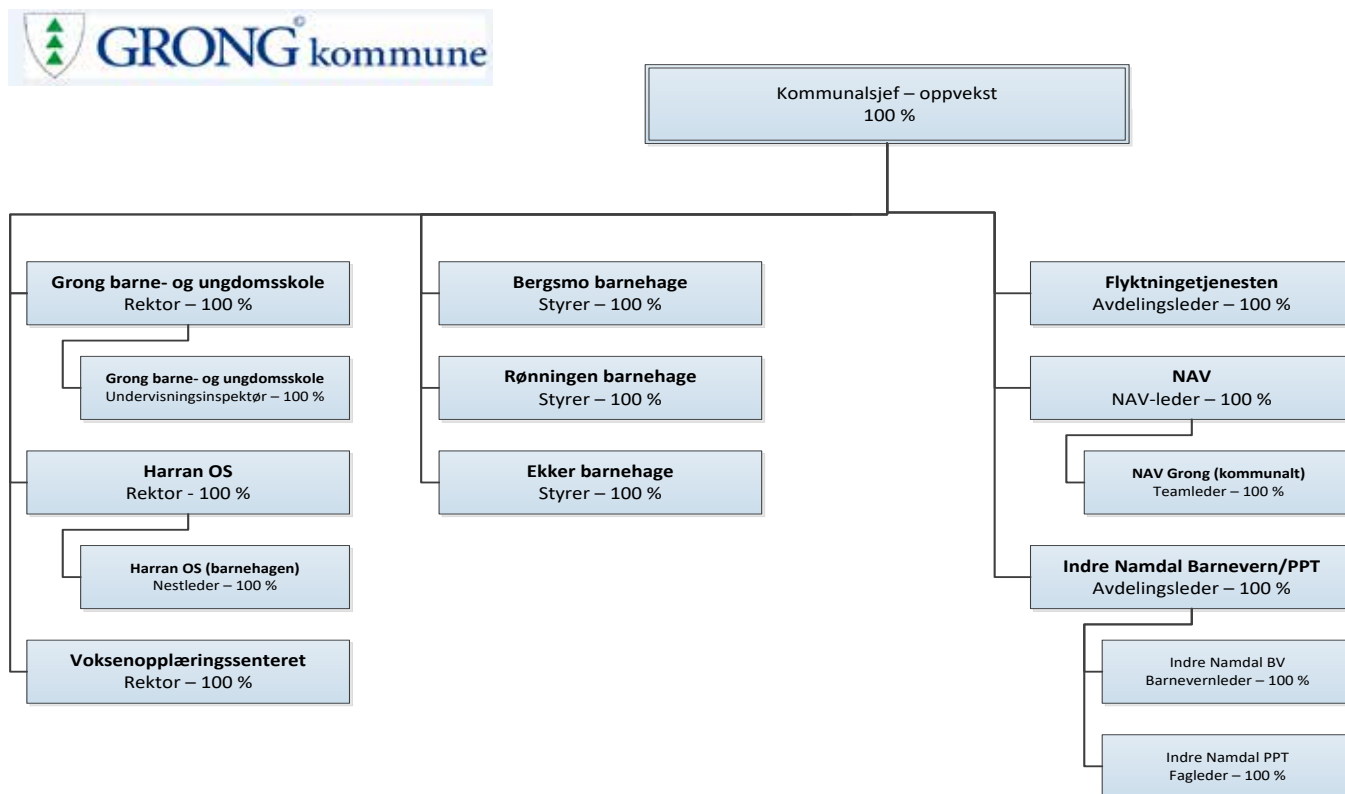 GRONG© kommune
Kommunalsjef – oppvekst
100 %
Grong barne- og ungdomsskole
Rektor – 100 %
Grong barne- og ungdomsskole
Undervisningsinspektør – 100 %
Harran OS
Rektor - 100 %
Harran OS (barnehagen)
Nestleder – 100 %
Voksenopplæringssenteret
Rektor – 100 %
Bergsmo barnehage
Styrer – 100 %
Rønningen barnehage
Styrer – 100 %
Ekker barnehage
Styrer – 100 %
Flyktningetjenesten
Avdelingsleder – 100 %
NAV
NAV-leder – 100 %
NAV Grong (kommunalt)
Teamleder – 100 %
Indre Namdal Barnevern/PPT
Avdelingsleder – 100 %
Indre Namdal BV
Barnevernleder – 100 %
Indre Namdal PPT
Fagleder – 100 %